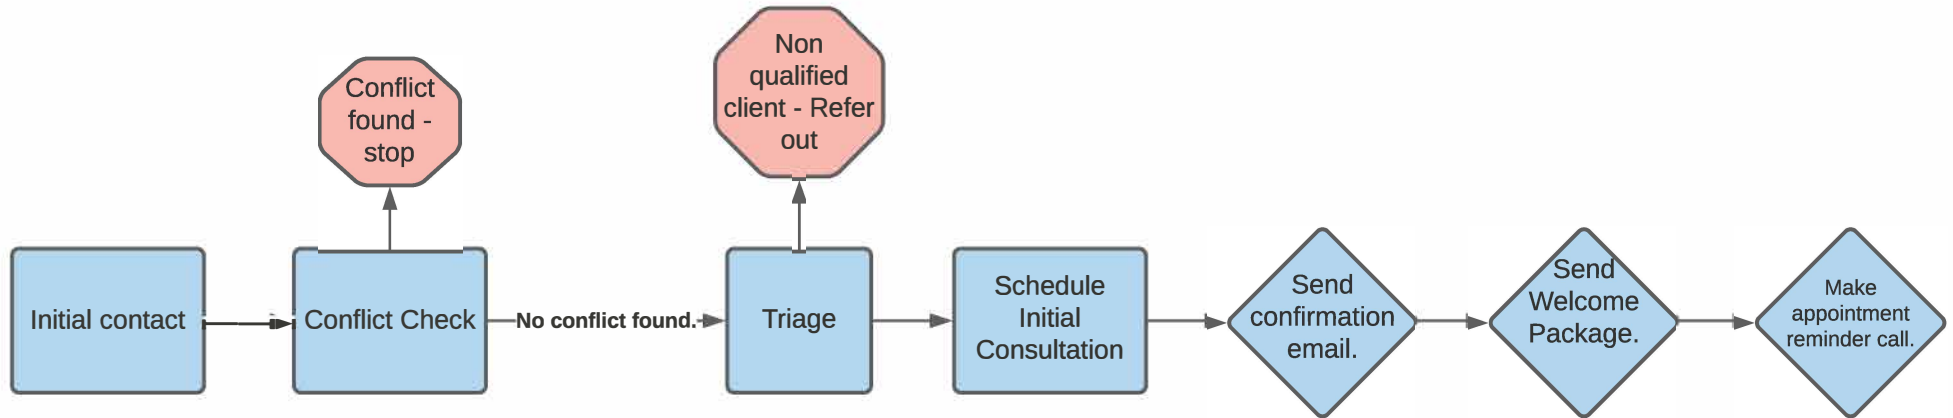 Conflict
found -
stop
Non
qualified
client - Refer
out
Initial contact
Conflict Check
No conflict found.
Triage
Schedule
Initial
Consultation
Send
confirmation
email.
Send
Welcome
Package.
Make
appointment
reminder call.